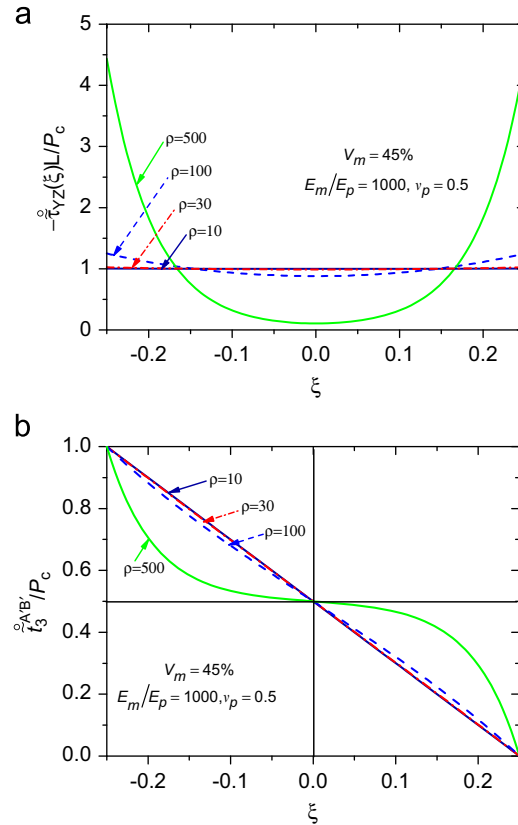 a
5
4
3
2
1
0
−τ̥̃YZ(ξ)L/Pc
ρ=500
ρ=100
ρ=30
ρ=10
Vm = 45%
Em/Ep = 1000, νp = 0.5
-0.2 -0.1 0.0 0.1 0.2
ξ
b
1.0
0.8
0.6
0.4
0.2
0.0
t̥̃3A'B'/Pc
ρ=10
ρ=30
ρ=100
ρ=500
Vm = 45%
Em/Ep = 1000,νp = 0.5
-0.2 -0.1 0.0 0.1 0.2
ξ